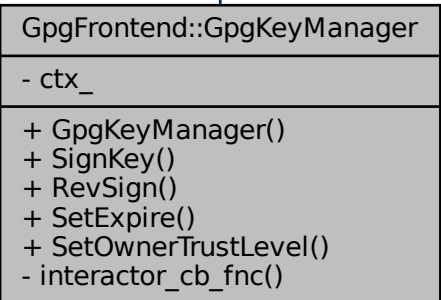 GpgFrontend::GpgKeyManager
- ctx_
+ GpgKeyManager()
+ SignKey()
+ RevSign()
+ SetExpire()
+ SetOwnerTrustLevel()
- interactor_cb_fnc()